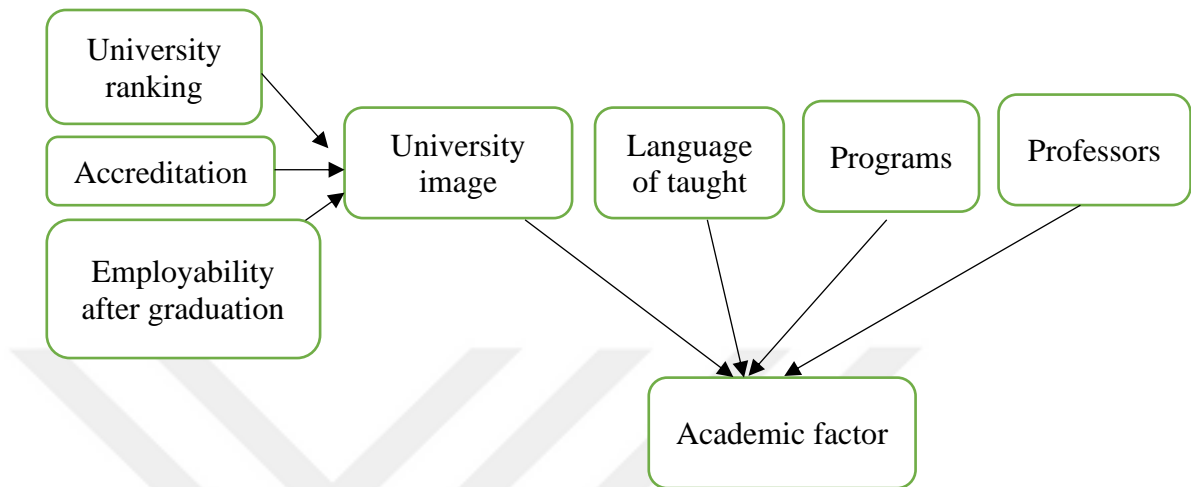 University
ranking
Accreditation
Employability
after graduation
University
image
Language
of taught
Programs
Professors
Academic factor